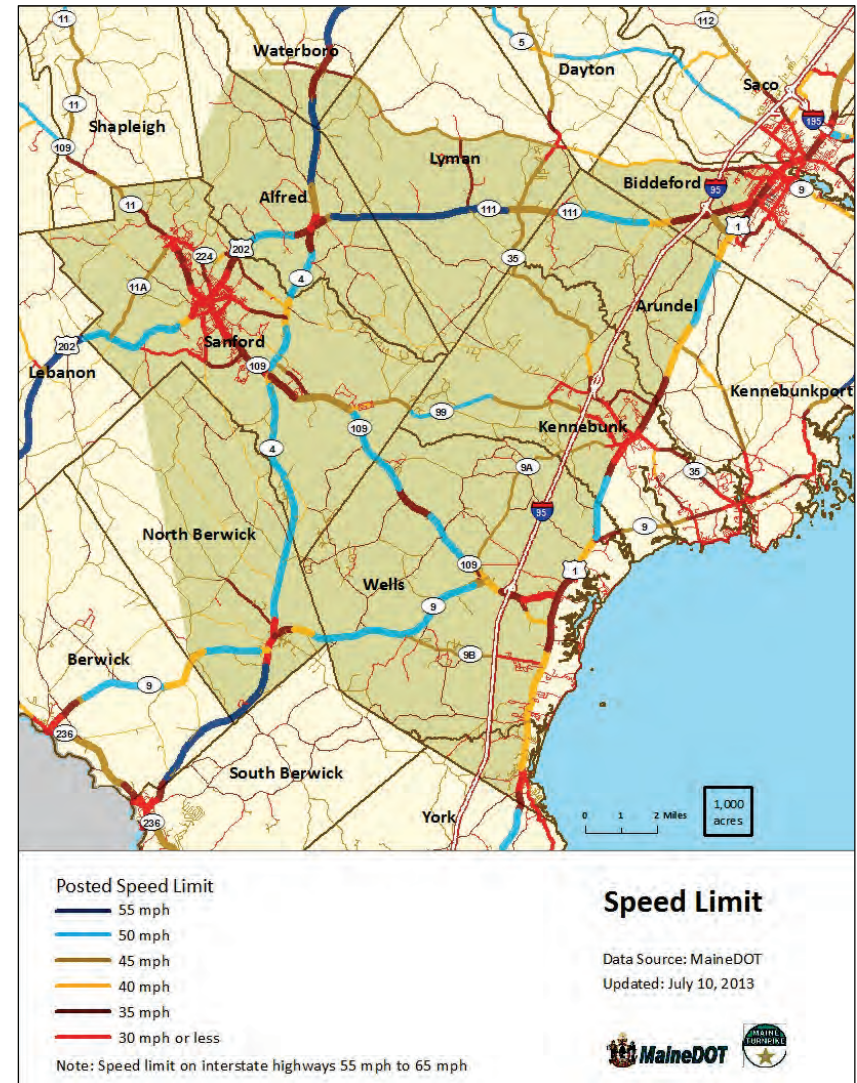 11
112
5
Waterboro
Dayton
Saco
11
195
Shapleigh
109
Lyman
Biddeford
95
9
Alfred
11
111
111
1
202
224
4
35
11A
Arundel
202
Sanford
109
Lebanon
Kennebunkport
99
Kennebunk
109
4
9A
35
95
9
North Berwick
109
1
Wells
9
9B
Berwick
9
236
South Berwick
York
0 1 2 Miles
1,000
acres
236
Posted Speed Limit
55 mph
50 mph
45 mph
40 mph
35 mph
30 mph or less
Note: Speed limit on interstate highways 55 mph to 65 mph
Speed Limit
Data Source: MaineDOT
Updated: July 10, 2013
MaineDOT
MAINE
TURNPIKE